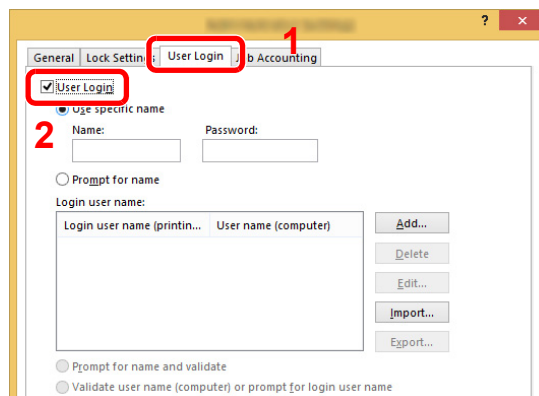 ?
1
General Lock Settings User Login Job Accounting
User Login
Use specific name
2
Name: Password:
Prompt for name
Login user name:
Login user name (printin... User name (computer)
Add...
Delete
Edit...
Import...
Export...
Prompt for name and validate
Validate user name (computer) or prompt for login user name